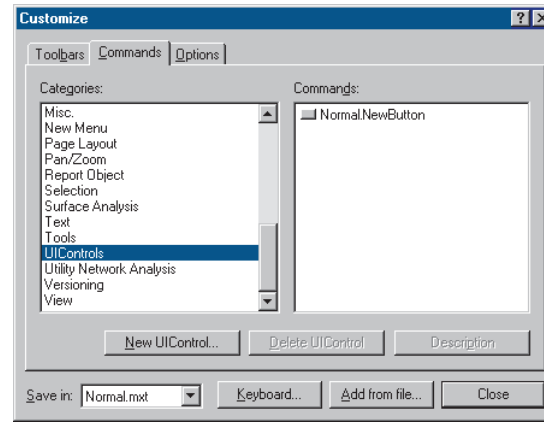 Customize
Toolbars Commands Options
Categories: Commands:
Misc.
New Menu
Page Layout
Pan/Zoom
Report Object
Selection
Surface Analysis
Text
Tools
UIControls
Utility Network Analysis
Versioning
View
Normal.NewButton
New UIControl... Delete UIControl Description
Save in: Normal.mxt Keyboard... Add from file... Close